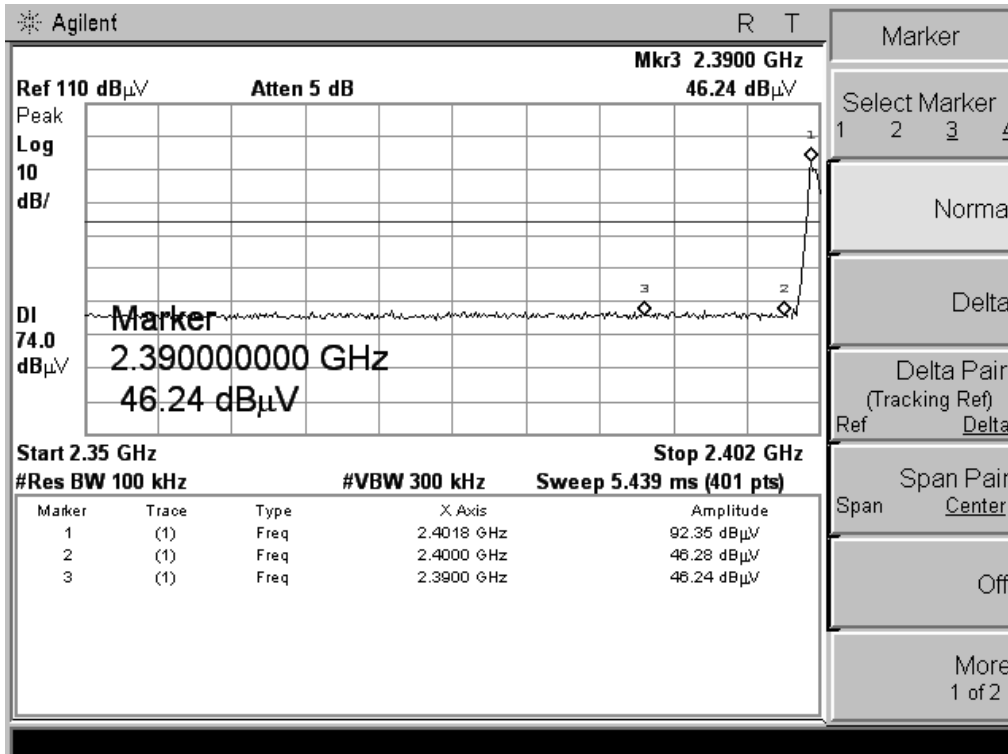 Agilent R T
Mkr3 2.3900 GHz
Ref 110 dBµV Atten 5 dB 46.24 dBµV
Peak
Log
10
dB/
1
3
2
DI
74.0
dBµV
Marker
2.390000000 GHz
46.24 dBµV
Start 2.35 GHz Stop 2.402 GHz
#Res BW 100 kHz #VBW 300 kHz Sweep 5.439 ms (401 pts)
Marker Trace Type X Axis Amplitude
1 (1) Freq 2.4018 GHz 92.35 dBµV
2 (1) Freq 2.4000 GHz 46.28 dBµV
3 (1) Freq 2.3900 GHz 46.24 dBµV
Marker
Select Marker
1 2 3 4
Norma
Delta
Delta Pair
(Tracking Ref)
Ref Delta
Span Pair
Span Center
Off
More
1 of 2